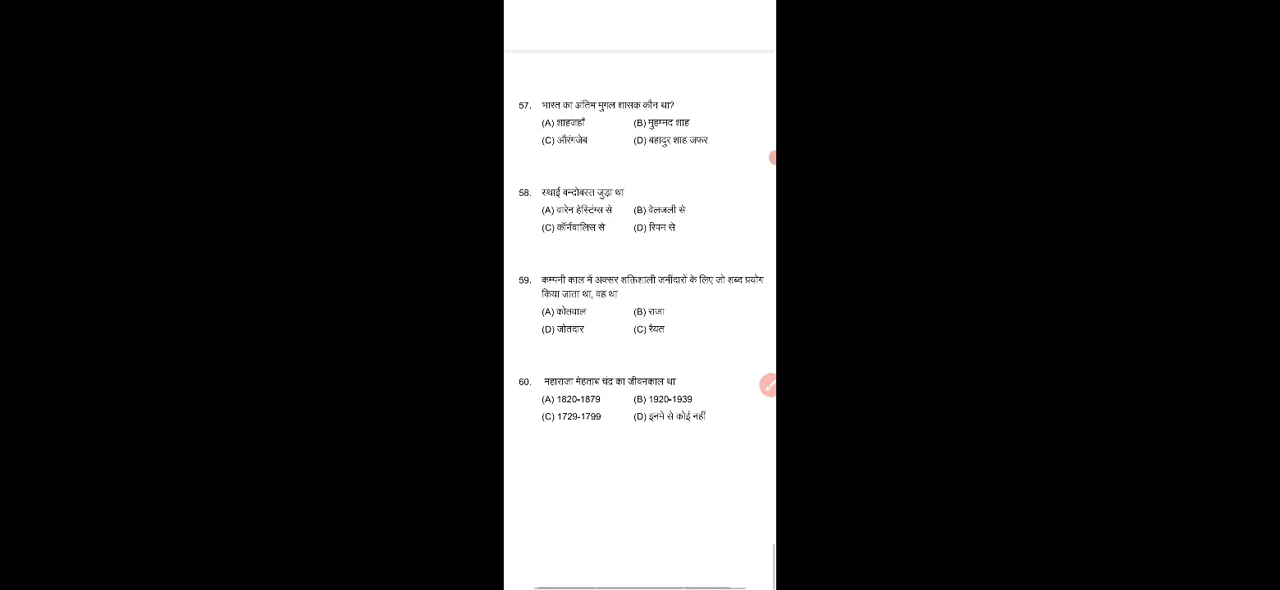 57. भारत का अंतिम मुगल शासक कौन था?
(A) शाहजहाँ (B) मुहम्मद शाह
(C) औरंगजेब (D) बहादुर शाह जफर
58. स्थाई बन्दोबस्त जुड़ा था
(A) वारेन हेस्टिंग्स से (B) वेलजली से
(C) कॉर्नवालिस से (D) रिपन से
59. कम्पनी काल में अक्सर शक्तिशाली जमींदारों के लिए जो शब्द प्रयोग
किया जाता था, वह था
(A) कोतवाल (B) राजा
(D) जोतदार (C) रैयत
60. महाराजा मेहताब चंद्र का जीवनकाल था
(A) 1820-1879 (B) 1920-1939
(C) 1729-1799 (D) इनमे से कोई नहीं